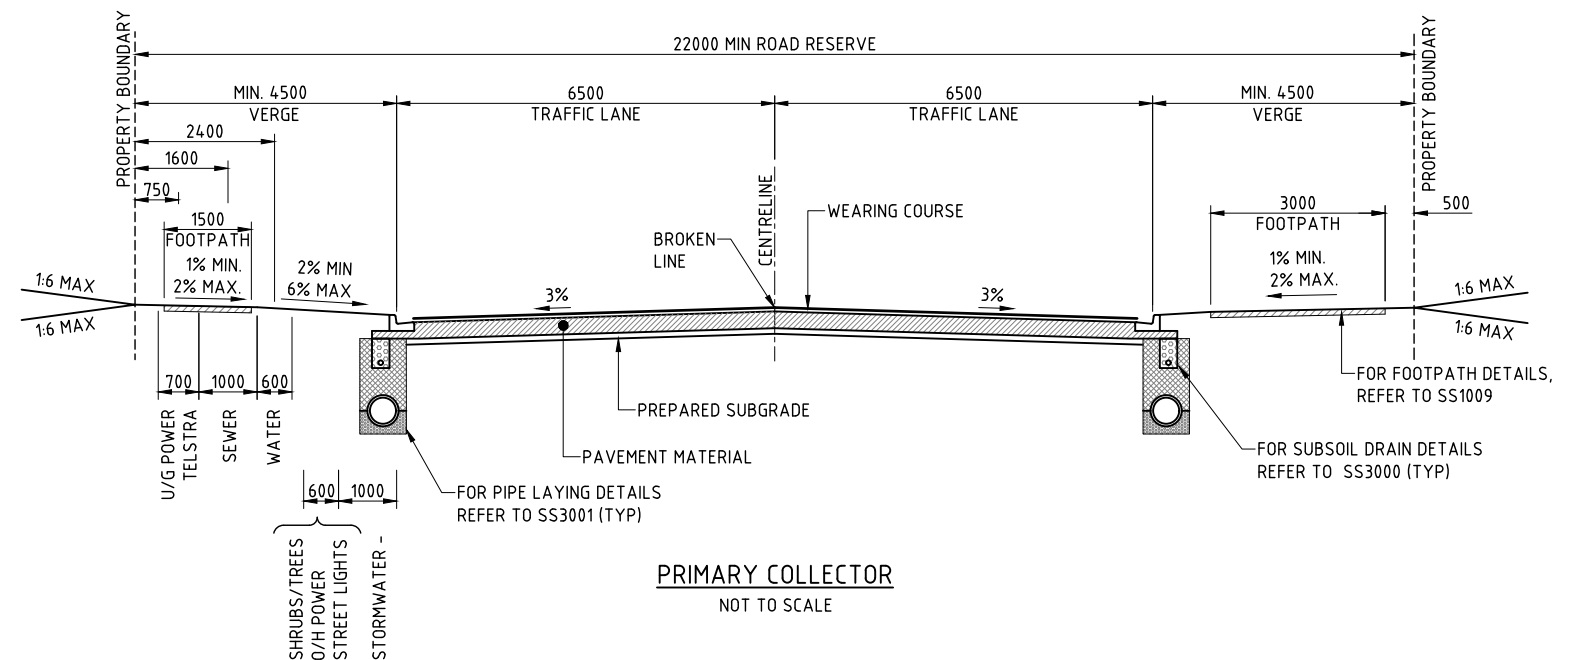 22000 MIN ROAD RESERVE
PROPERTY BOUNDARY
PROPERTY BOUNDARY
MIN. 4500
VERGE
6500
TRAFFIC LANE
6500
TRAFFIC LANE
MIN. 4500
VERGE
2400
1600
750
1500
FOOTPATH
1% MIN.
2% MAX.
2% MIN
6% MAX
1:6 MAX
1:6 MAX
CENTRELINE
WEARING COURSE
BROKEN
LINE
3%
3%
3000
FOOTPATH
500
1% MIN.
2% MAX.
1:6 MAX
1:6 MAX
700
1000
600
U/G POWER
TELSTRA
SEWER
WATER
PREPARED SUBGRADE
PAVEMENT MATERIAL
FOR FOOTPATH DETAILS,
REFER TO SS1009
FOR SUBSOIL DRAIN DETAILS
REFER TO SS3000 (TYP)
600
1000
FOR PIPE LAYING DETAILS
REFER TO SS3001 (TYP)
SHRUBS/TREES
O/H POWER
STREET LIGHTS
STORMWATER -
PRIMARY COLLECTOR
NOT TO SCALE